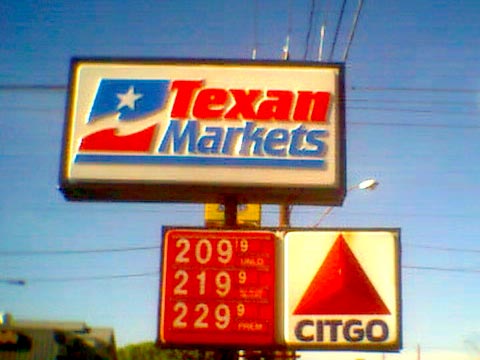 Texan
Markets
209 9
UNLD
219 9
229 9
PREM
CITGO